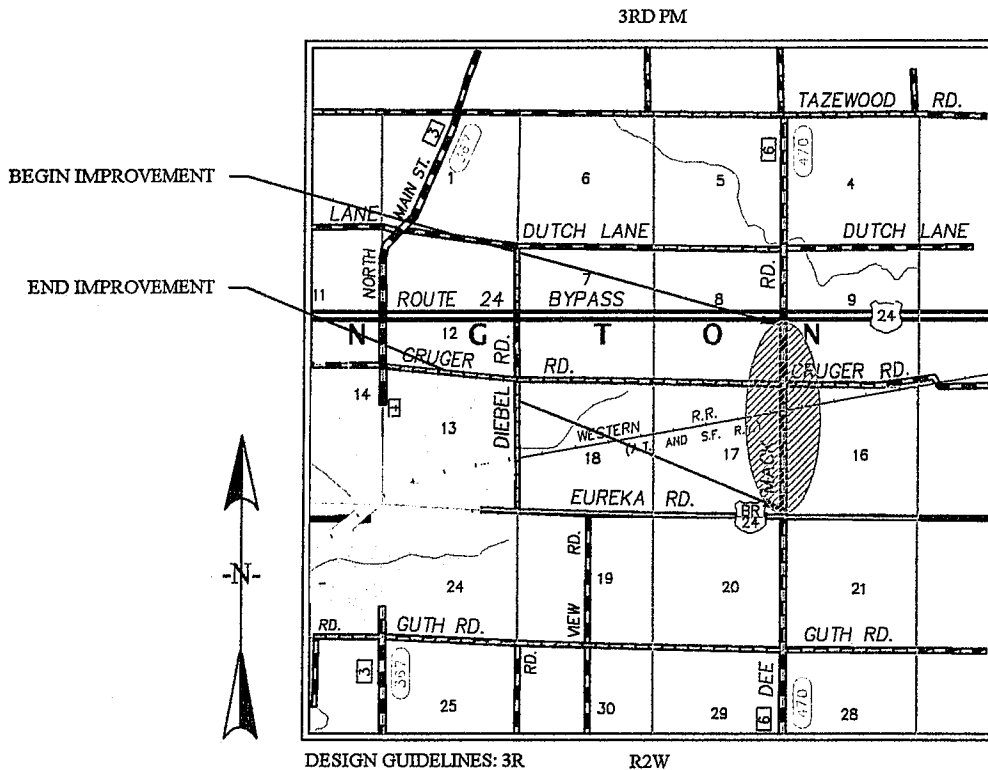 3RD PM
TAZEWOOD RD.
3
367
MAIN ST.
1
6
5
6
470
4
BEGIN IMPROVEMENT
LANE
DUTCH LANE
DUTCH LANE
NORTH
7
RD.
END IMPROVEMENT
11
ROUTE 24 BYPASS
8
9
24
N G T O N
12
CRUGER RD.
CRUGER RD.
DIEBEL RD.
14
13
WESTERN
R.R.
(A.T. AND S.F. R.
18
17
16
EUREKA RD.
BR
24
-N-
24
VIEW RD.
19
20
21
RD.
GUTH RD.
GUTH RD.
3
367
25
RD.
30
29
DEE
6
470
28
DESIGN GUIDELINES: 3R
R2W